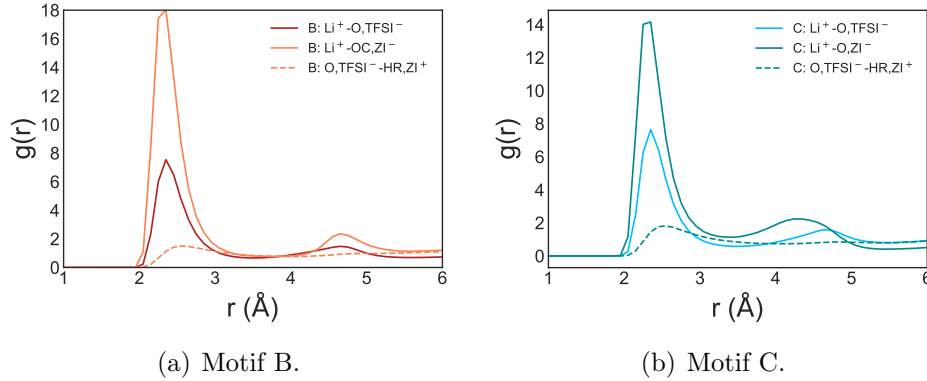 18
16
14
12
10
8
6
4
2
0
g(r)
B: Li⁺-O,TFSI⁻
B: Li⁺-OC,ZI⁻
B: O,TFSI⁻-HR,ZI⁺
1 2 3 4 5 6
r (Å)
(a) Motif B.
14
12
10
8
6
4
2
0
g(r)
C: Li⁺-O,TFSI⁻
C: Li⁺-O,ZI⁻
C: O,TFSI⁻-HR,ZI⁺
1 2 3 4 5 6
r (Å)
(b) Motif C.